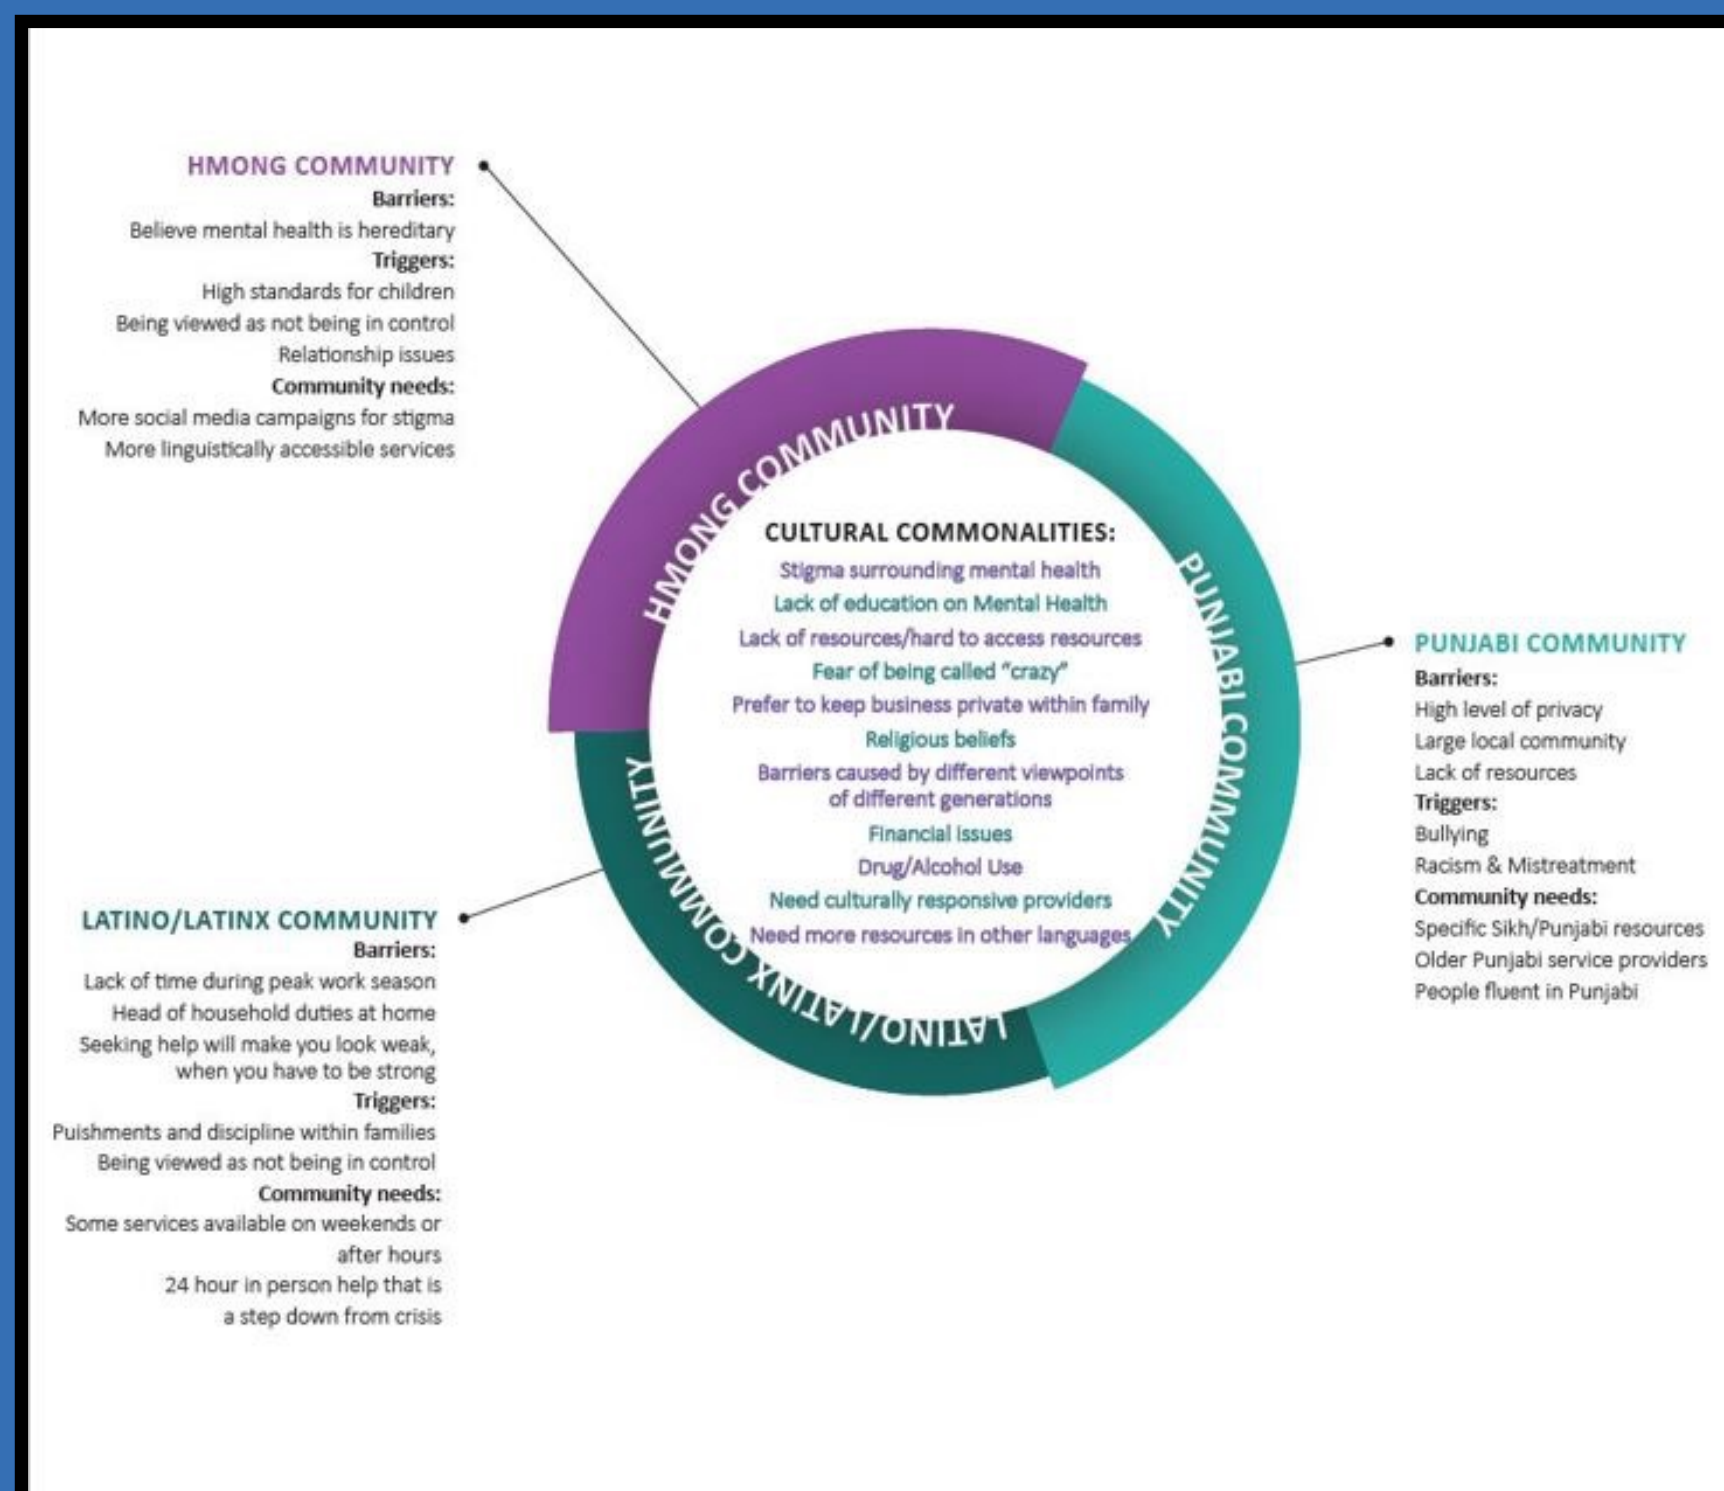 HMONG COMMUNITY
Barriers:
Believe mental health is hereditary
Triggers:
High standards for children
Being viewed as not being in control
Relationship issues
Community needs:
More social media campaigns for stigma
More linguistically accessible services
HMONG COMMUNITY
PUNJABI COMMUNITY
LATINO/LATINX COMMUNITY
CULTURAL COMMONALITIES:
Stigma surrounding mental health
Lack of education on Mental Health
Lack of resources/hard to access resources
Fear of being called “crazy”
Prefer to keep business private within family
Religious beliefs
Barriers caused by different viewpoints
of different generations
Financial issues
Drug/Alcohol Use
Need culturally responsive providers
Need more resources in other languages
PUNJABI COMMUNITY
Barriers:
High level of privacy
Large local community
Lack of resources
Triggers:
Bullying
Racism & Mistreatment
Community needs:
Specific Sikh/Punjabi resources
Older Punjabi service providers
People fluent in Punjabi
LATINO/LATINX COMMUNITY
Barriers:
Lack of time during peak work season
Head of household duties at home
Seeking help will make you look weak,
when you have to be strong
Triggers:
Puishments and discipline within families
Being viewed as not being in control
Community needs:
Some services available on weekends or
after hours
24 hour in person help that is
a step down from crisis